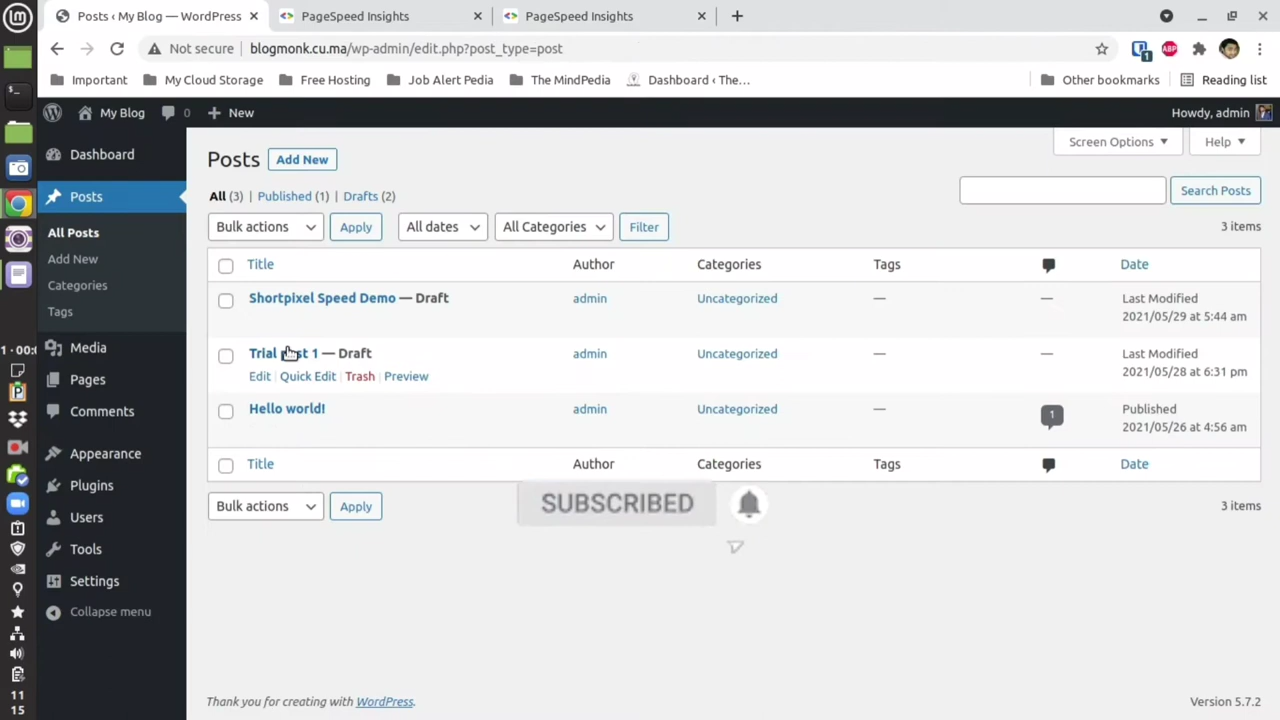 Posts ‹ My Blog — WordPress
PageSpeed Insights
PageSpeed Insights
Not secure
blogmonk.cu.ma/wp-admin/edit.php?post_type=post
1
ABP
Important
My Cloud Storage
Free Hosting
Job Alert Pedia
The MindPedia
Dashboard ‹ The...
Other bookmarks
Reading list
My Blog
0
New
Howdy, admin
Dashboard
Posts
All Posts
Add New
Categories
Tags
Media
Pages
Comments
Appearance
Plugins
Users
Tools
Settings
Collapse menu
11
15
Posts
Add New
Screen Options
Help
All (3) | Published (1) | Drafts (2)
Search Posts
Bulk actions
Apply
All dates
All Categories
Filter
3 items
Title
Author
Categories
Tags
Date
Shortpixel Speed Demo — Draft
admin
Uncategorized
—
—
Last Modified
2021/05/29 at 5:44 am
Trial 1 — Draft
admin
Uncategorized
—
—
Last Modified
2021/05/28 at 6:31 pm
Edit | Quick Edit | Trash | Preview
Hello world!
admin
Uncategorized
—
1
Published
2021/05/26 at 4:56 am
Title
Author
Categories
Tags
Date
Bulk actions
Apply
3 items
SUBSCRIBED
Thank you for creating with WordPress.
Version 5.7.2